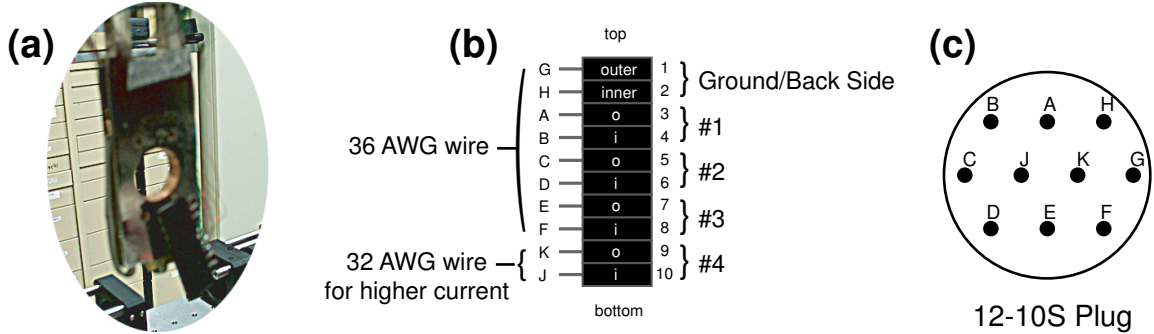 (a)
(b)
top
G outer 1
H inner 2
Ground/Back Side
A o 3
B i 4
#1
C o 5
D i 6
#2
E o 7
F i 8
#3
K o 9
J i 10
#4
36 AWG wire
32 AWG wire
for higher current
bottom
(c)
B A H
C J K G
D E F
12-10S Plug